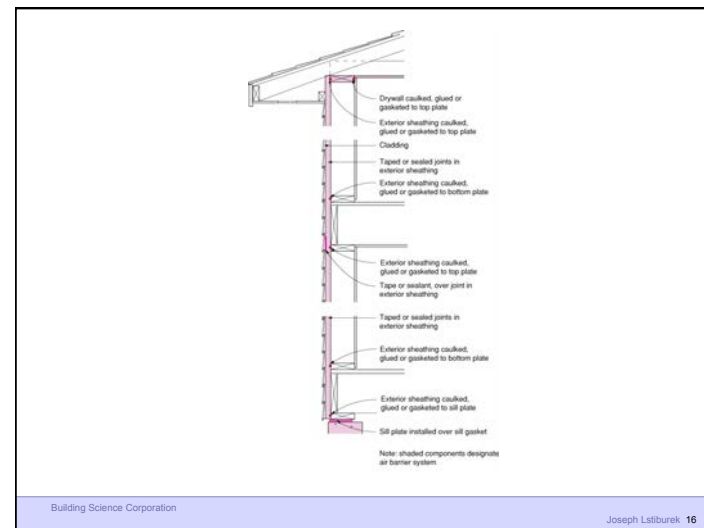 Drywall caulked, glued or
gasketed to top plate
Exterior sheathing caulked,
glued or gasketed to top plate
Cladding
Taped or sealed joints in
exterior sheathing
Exterior sheathing caulked,
glued or gasketed to bottom plate
Exterior sheathing caulked,
glued or gasketed to top plate
Tape or sealant, over joint in
exterior sheathing
Taped or sealed joints in
exterior sheathing
Exterior sheathing caulked,
glued or gasketed to bottom plate
Exterior sheathing caulked,
glued or gasketed to sill plate
Sill plate installed over sill gasket
Note: shaded components designate
air barrier system
Building Science Corporation
Joseph Lstiburek 16